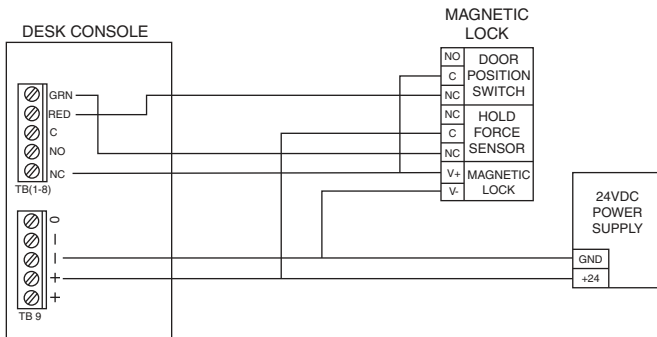 MAGNETIC
LOCK
DESK CONSOLE
GRN
RED
C
NO
NC
TB(1-8)
O
–
–
+
+
TB 9
NO
C
NC
DOOR
POSITION
SWITCH
NC
C
NC
HOLD
FORCE
SENSOR
V+
V-
MAGNETIC
LOCK
24VDC
POWER
SUPPLY
GND
+24